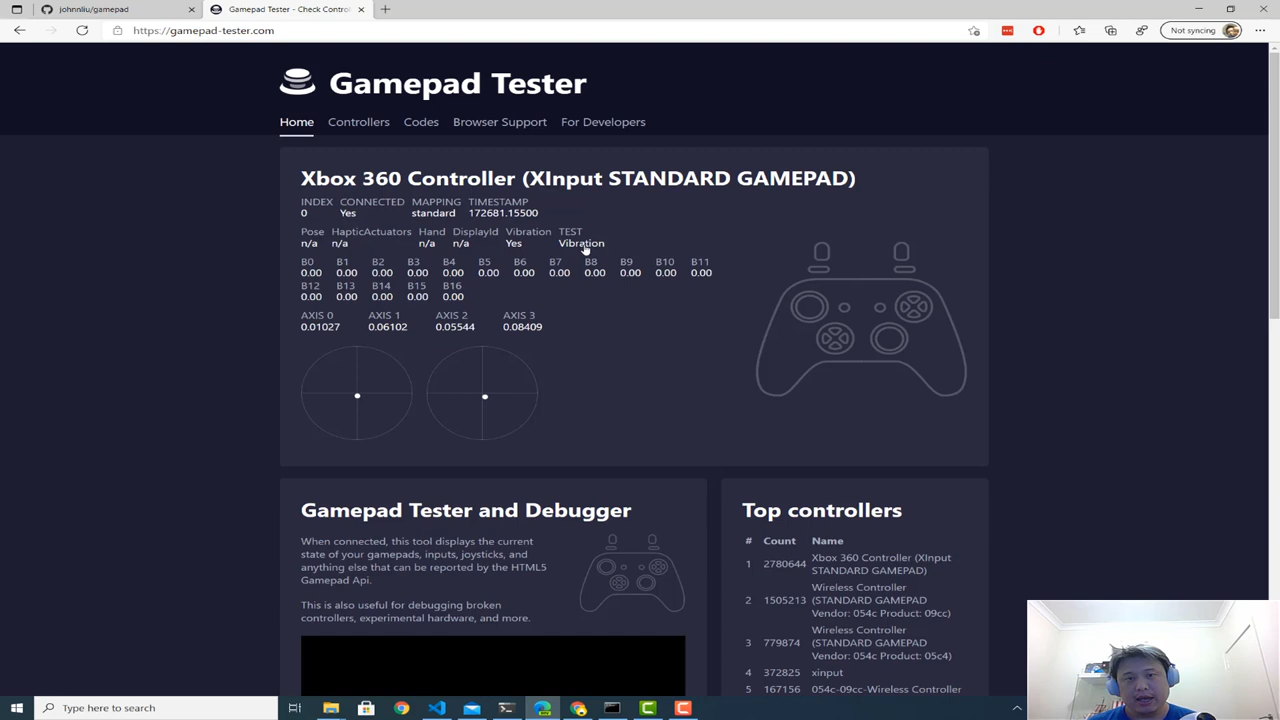 johnnliu/gamepad
Gamepad Tester - Check Control
https://gamepad-tester.com
Not syncing
Gamepad Tester
Home Controllers Codes Browser Support For Developers
Xbox 360 Controller (XInput STANDARD GAMEPAD)
INDEX CONNECTED MAPPING TIMESTAMP
0 Yes standard 172681.15500
Pose HapticActuators Hand DisplayId Vibration TEST
n/a n/a n/a n/a Yes Vibration
B0 B1 B2 B3 B4 B5 B6 B7 B8 B9 B10 B11
0.00 0.00 0.00 0.00 0.00 0.00 0.00 0.00 0.00 0.00 0.00 0.00
B12 B13 B14 B15 B16
0.00 0.00 0.00 0.00 0.00
AXIS 0 AXIS 1 AXIS 2 AXIS 3
0.01027 0.06102 0.05544 0.08409
Gamepad Tester and Debugger
When connected, this tool displays the current
state of your gamepads, inputs, joysticks, and
anything else that can be reported by the HTML5
Gamepad Api.
This is also useful for debugging broken
controllers, experimental hardware, and more.
Top controllers
# Count Name
1 2780644 Xbox 360 Controller (XInput
STANDARD GAMEPAD)
2 1505213 Wireless Controller
(STANDARD GAMEPAD
Vendor: 054c Product: 09cc)
3 779874 Wireless Controller
(STANDARD GAMEPAD
Vendor: 054c Product: 05c4)
4 372825 xinput
5 167156 054c-09cc-Wireless Controller
Type here to search